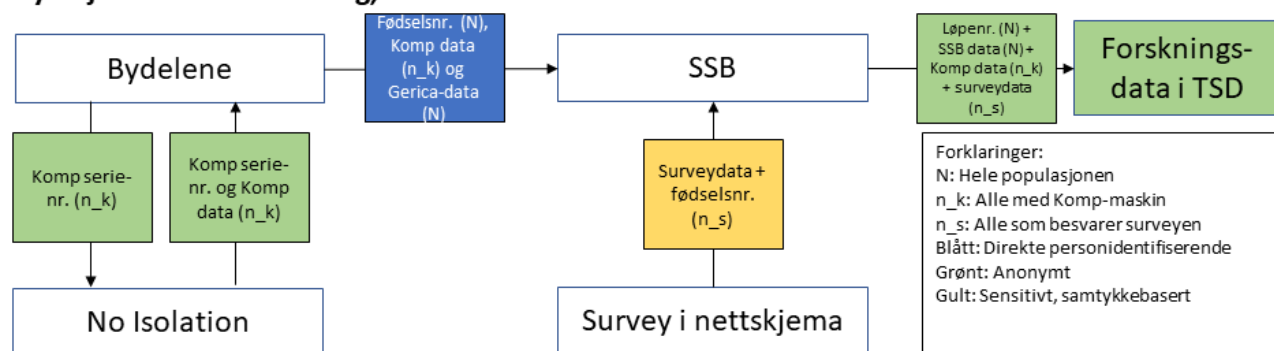 Bydelene
Fødselsnr. (N),
Komp data
(n_k) og
Gerica-data
(N)
SSB
Løpenr. (N) +
SSB data (N) +
Komp data (n_k)
+ surveydata
(n_s)
Forsknings-
data i TSD
Komp serie-
nr. (n_k)
Komp serie-
nr. og Komp
data (n_k)
Surveydata +
fødselsnr.
(n_s)
Forklaringer:
N: Hele populasjonen
n_k: Alle med Komp-maskin
n_s: Alle som besvarer surveyen
Blått: Direkte personidentifiserende
Grønt: Anonymt
Gult: Sensitivt, samtykkebasert
No Isolation
Survey i nettskjema